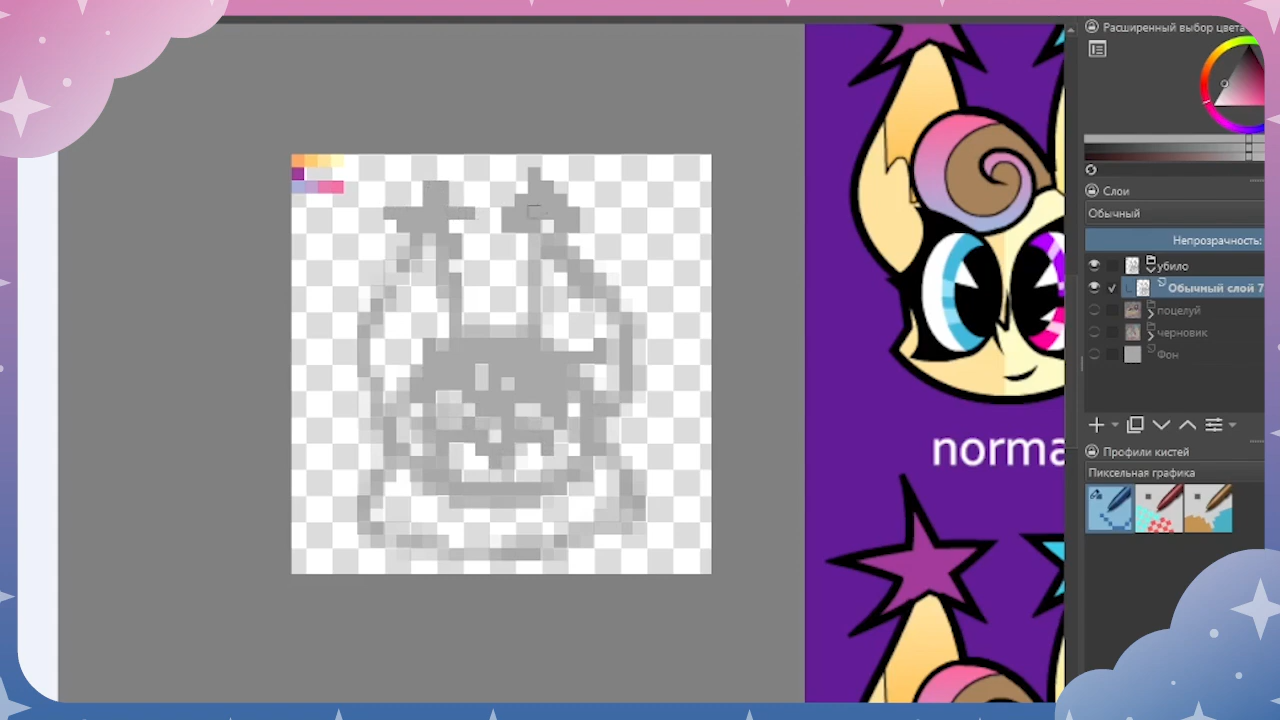 Расширенный выбор цвета
Слои
Обычный
Непрозрачность:
убило
Обычный слой 7
поцелуй
черновик
Фон
norma
Профили кистей
Пиксельная графика